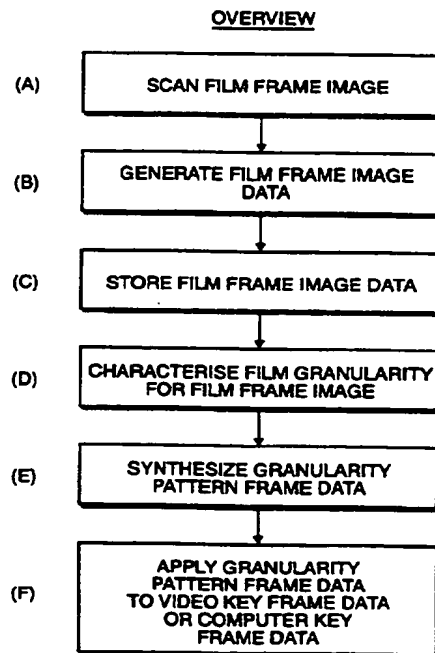 OVERVIEW
(A)
SCAN FILM FRAME IMAGE
(B)
GENERATE FILM FRAME IMAGE
DATA
(C)
STORE FILM FRAME IMAGE DATA
(D)
CHARACTERISE FILM GRANULARITY
FOR FILM FRAME IMAGE
(E)
SYNTHESIZE GRANULARITY
PATTERN FRAME DATA
(F)
APPLY GRANULARITY
PATTERN FRAME DATA
TO VIDEO KEY FRAME DATA
OR COMPUTER KEY
FRAME DATA